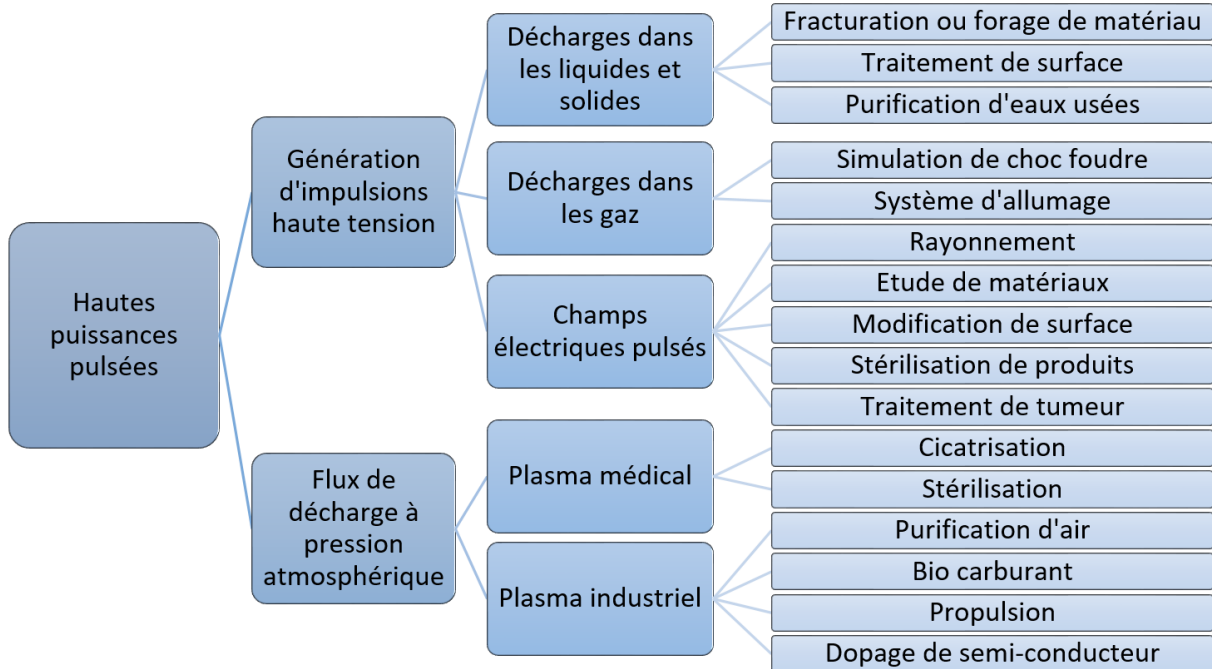 Hautes
puissances
pulsées
Génération
d'impulsions
haute tension
Flux de
décharge à
pression
atmosphérique
Décharges dans
les liquides et
solides
Décharges dans
les gaz
Champs
électriques pulsés
Plasma médical
Plasma industriel
Fracturation ou forage de matériau
Traitement de surface
Purification d'eaux usées
Simulation de choc foudre
Système d'allumage
Rayonnement
Etude de matériaux
Modification de surface
Stérilisation de produits
Traitement de tumeur
Cicatrisation
Stérilisation
Purification d'air
Bio carburant
Propulsion
Dopage de semi-conducteur